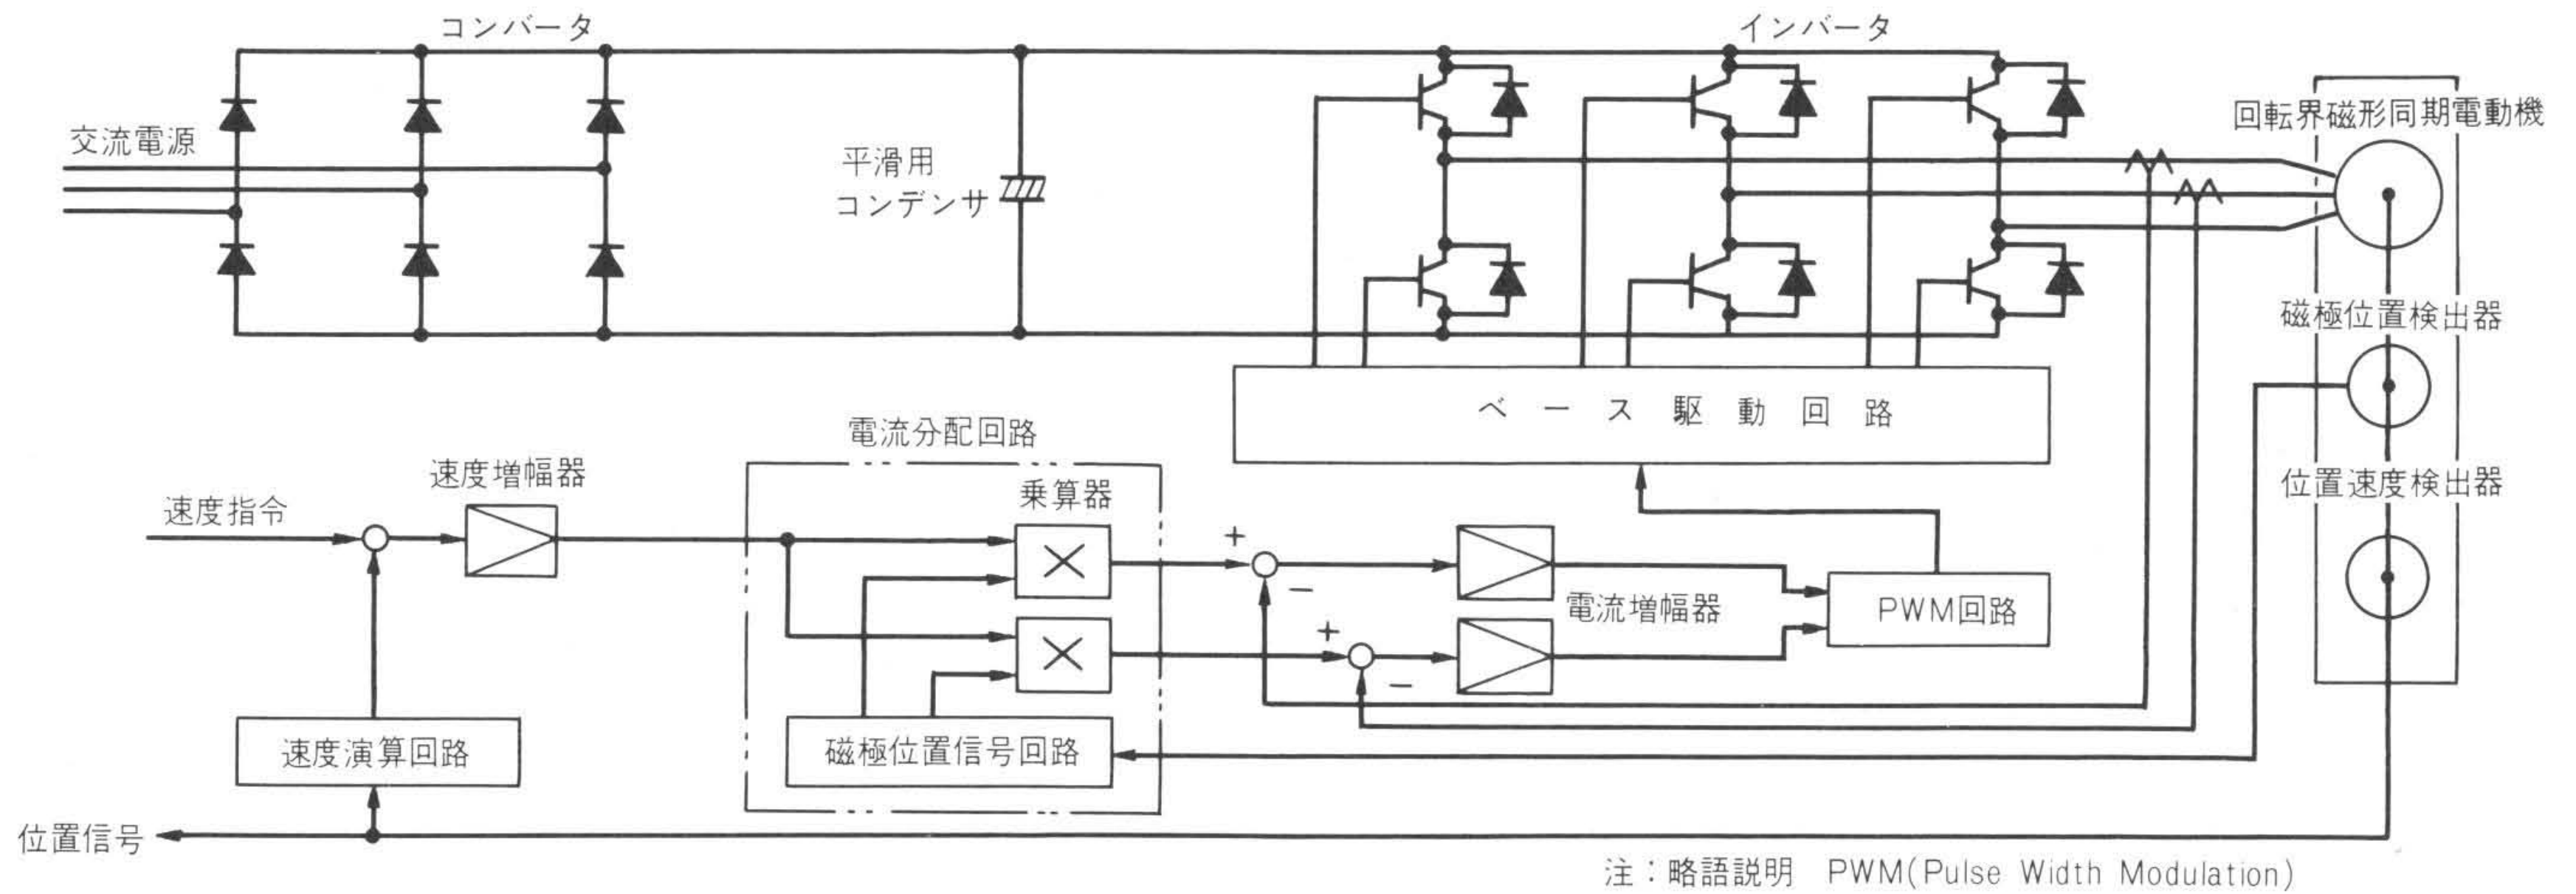 コンバータ
インバータ
交流電源
平滑用
コンデンサ
回転界磁形同期電動機
磁極位置検出器
ベース駆動回路
電流分配回路
速度増幅器
位置速度検出器
速度指令
乗算器
+
−
電流増幅器
PWM回路
+
−
速度演算回路
磁極位置信号回路
位置信号
注：略語説明 PWM(Pulse Width Modulation)